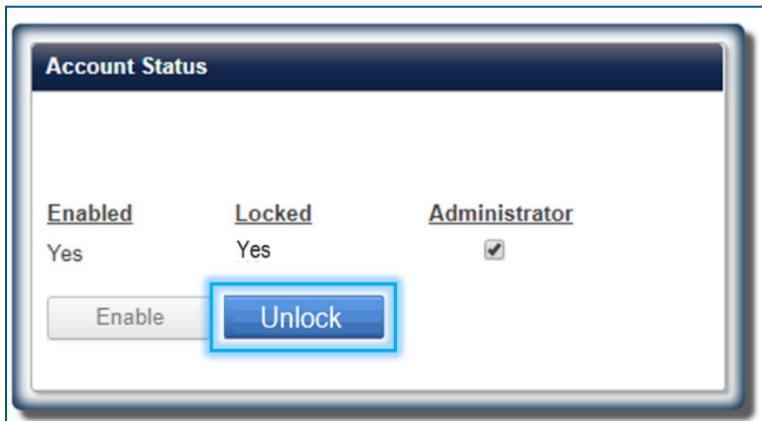 Account Status
Enabled Locked Administrator
Yes Yes
Enable Unlock